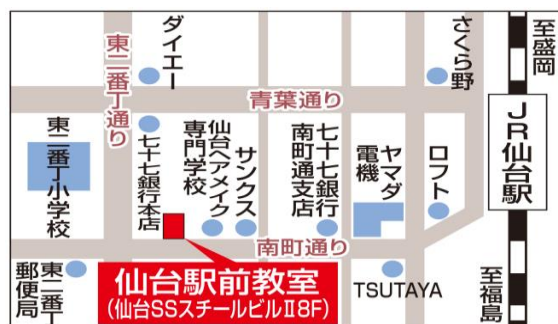 ダイエー
さくら野
至盛岡
東二番丁通り
青葉通り
JR仙台駅
東二番丁小学校
七十七銀行本店
仙台ヘアメイク
専門学校
サンクス
七十七銀行
南町通支店
ヤマダ
電機
ロフト
南町通り
東二番丁
郵便局
仙台駅前教室
(仙台SSスチールビルⅡ8F)
TSUTAYA
至福島